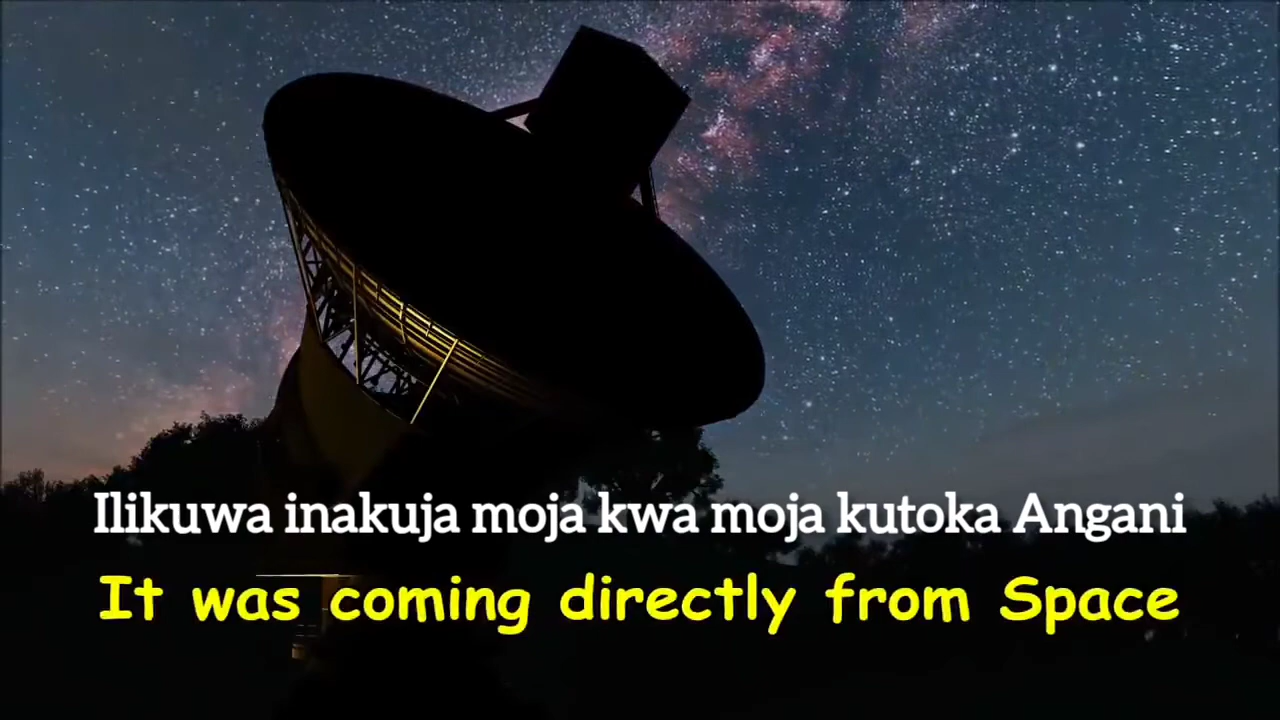 Ilikuwa inakuja moja kwa moja kutoka Angani
It was coming directly from Space